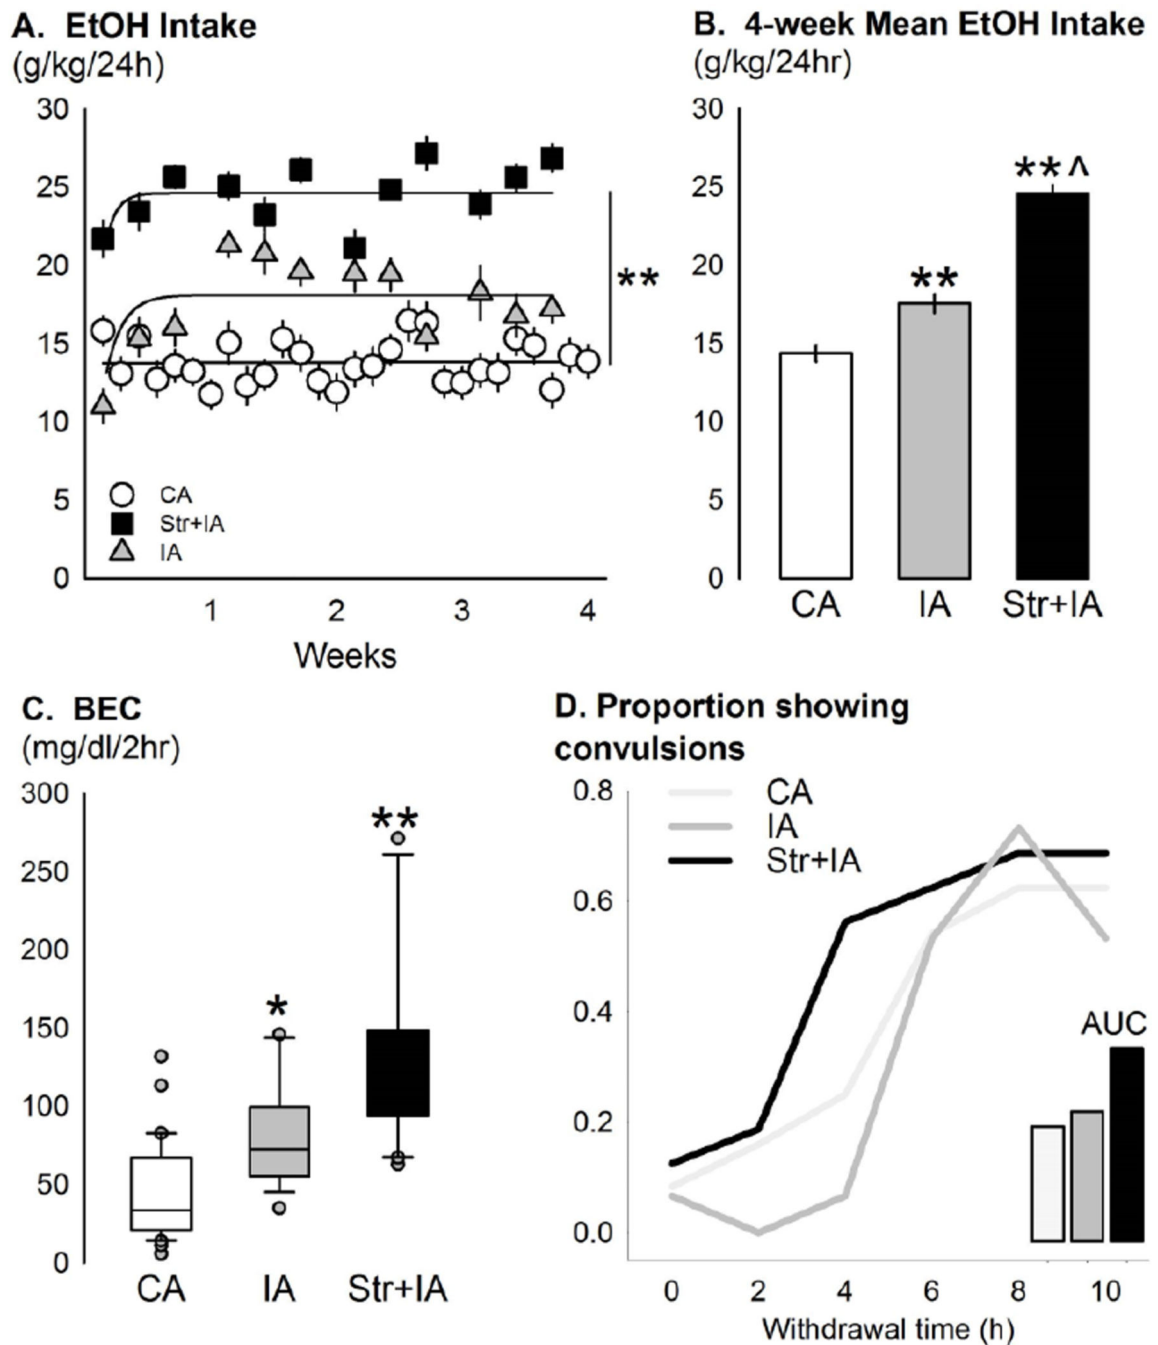 A. EtOH Intake
(g/kg/24h)
30
25
20
15
10
5
0
**
CA
Str+IA
IA
1 2 3 4
Weeks
B. 4-week Mean EtOH Intake
(g/kg/24hr)
30
25
20
15
10
5
0
**
**^
CA IA Str+IA
C. BEC
(mg/dl/2hr)
300
250
200
150
100
50
0
*
**
CA IA Str+IA
D. Proportion showing
convulsions
0.8
0.6
0.4
0.2
0.0
CA
IA
Str+IA
AUC
0 2 4 6 8 10
Withdrawal time (h)